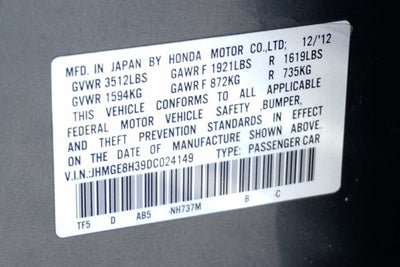 MFD. IN JAPAN BY HONDA MOTOR CO.,LTD; 12/'12
GVWR 3512LBS GAWR F 1921LBS R 1619LBS
GVWR 1594KG GAWR F 872KG R 735KG
THIS VEHICLE CONFORMS TO ALL APPLICABLE
FEDERAL MOTOR VEHICLE SAFETY ,BUMPER,
AND THEFT PREVENTION STANDARDS IN EFFECT
ON THE DATE OF MANUFACTURE SHOWN ABOVE.
V.I.N.:JHMGE8H39DC024149 TYPE: PASSENGER CAR
TF5 D AB5 NH737M B -C